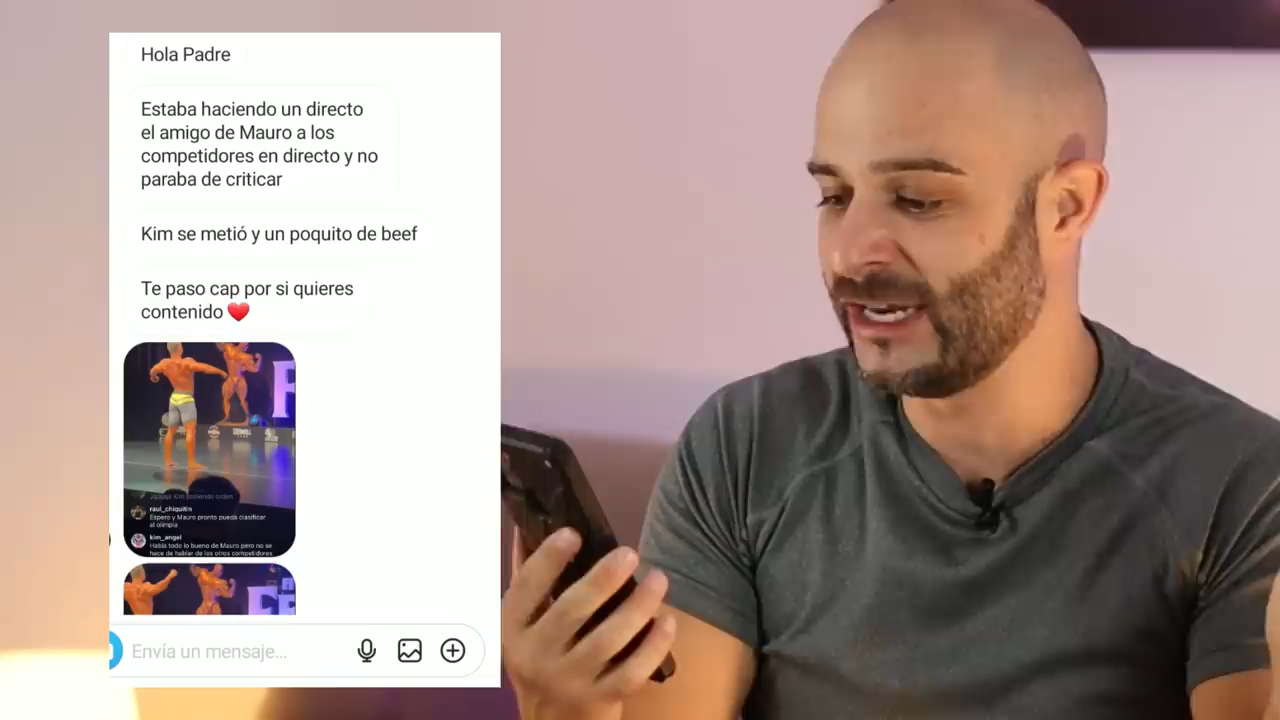 Hola Padre
Estaba haciendo un directo
el amigo de Mauro a los
competidores en directo y no
paraba de criticar
Kim se metió y un poquito de beef
Te paso cap por si quieres
contenido ❤️
Kim poniendo orden
raul_chiquitin
Espero y Mauro pronto pueda clasificar
al olimpia
kim_angel
Habla todo lo bueno de Mauro pero no se
hace de hablar de los otros competidores
Envía un mensaje...